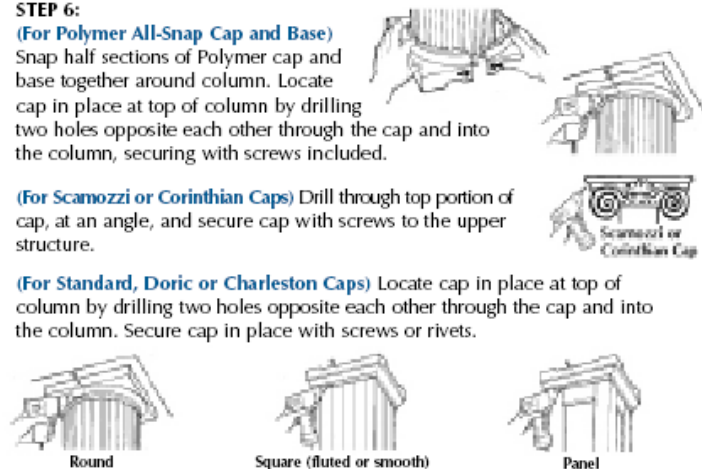 STEP 6:
(For Polymer All-Snap Cap and Base)
Snap half sections of Polymer cap and
base together around column. Locate
cap in place at top of column by drilling
two holes opposite each other through the cap and into
the column, securing with screws included.
(For Scamozzi or Corinthian Caps) Drill through top portion of
cap, at an angle, and secure cap with screws to the upper
structure.
Scamozzi or
Corinthian Cap
(For Standard, Doric or Charleston Caps) Locate cap in place at top of
column by drilling two holes opposite each other through the cap and into
the column. Secure cap in place with screws or rivets.
Round
Square (fluted or smooth)
Panel